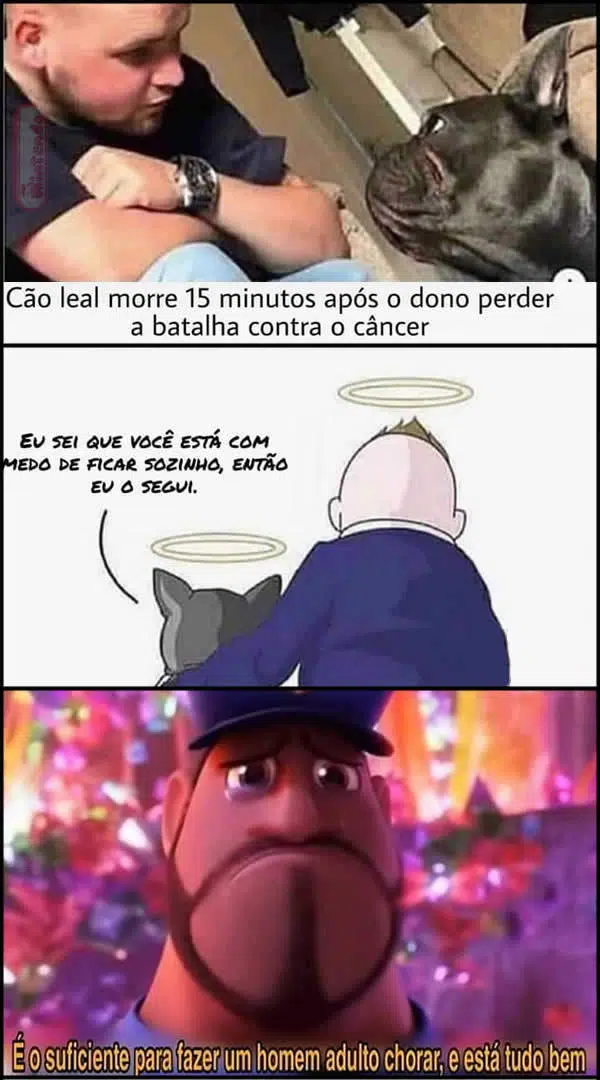 Cão leal morre 15 minutos após o dono perder
a batalha contra o câncer
Eu sei que você está com
medo de ficar sozinho, então
eu o segui.
É o suficiente para fazer um homem adulto chorar, e está tudo bem